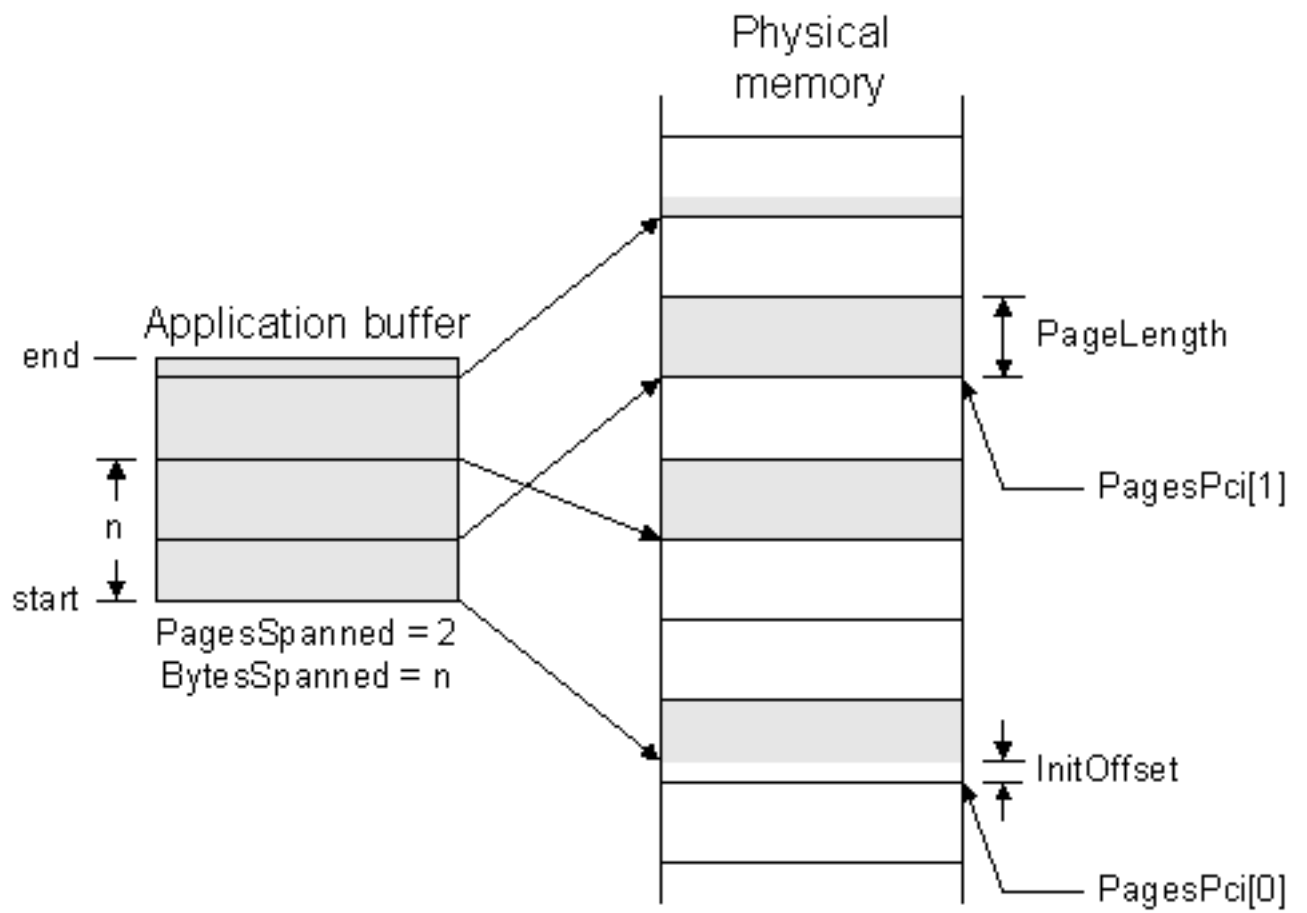 Physical
memory
Application buffer
end
PageLength
PagesPci[1]
n
start
PagesSpanned = 2
BytesSpanned = n
InitOffset
PagesPci[0]